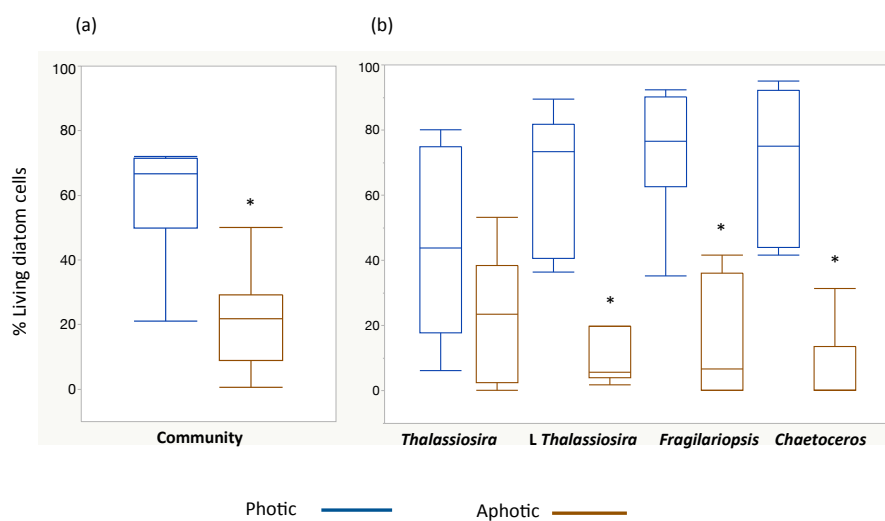 (a)
(b)
% Living diatom cells
100
80
60
40
20
0
*
Community
100
80
60
40
20
0
*
*
*
Thalassiosira L Thalassiosira Fragilariopsis Chaetoceros
Photic Aphotic